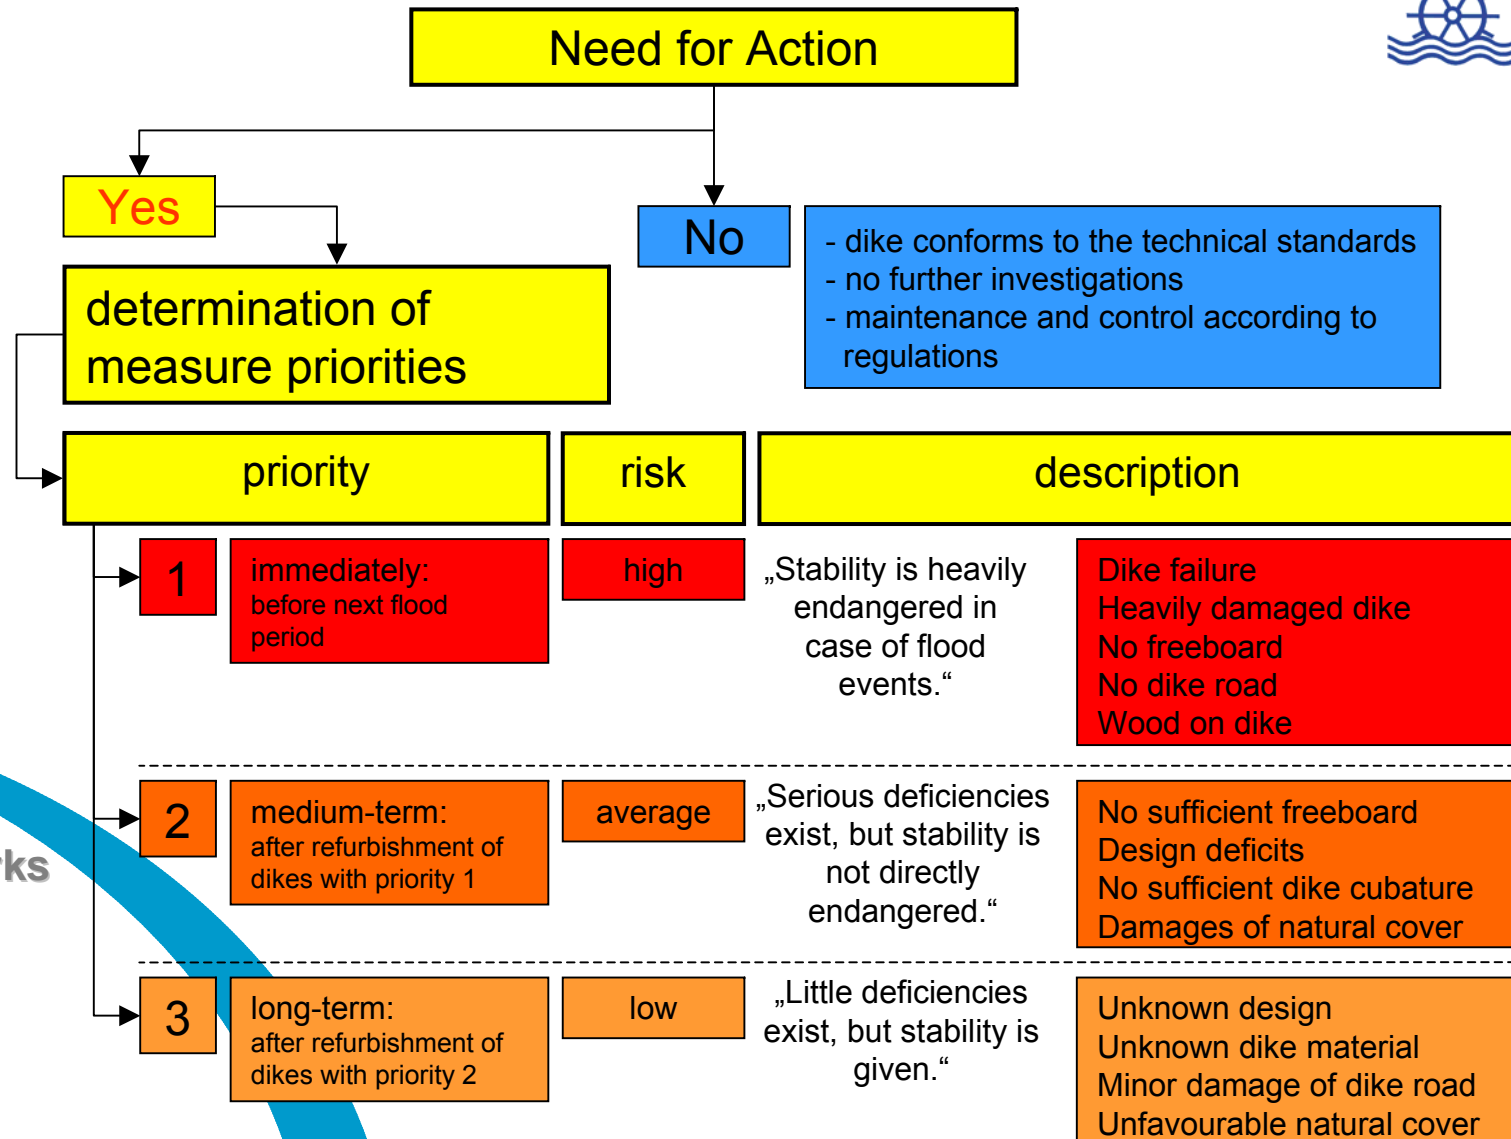 Need for Action
Yes
No
- dike conforms to the technical standards
- no further investigations
- maintenance and control according to
regulations
determination of
measure priorities
priority
risk
description
1
immediately:
before next flood
period
high
„Stability is heavily
endangered in
case of flood
events.“
Dike failure
Heavily damaged dike
No freeboard
No dike road
Wood on dike
2
medium-term:
after refurbishment of
dikes with priority 1
average
„Serious deficiencies
exist, but stability is
not directly
endangered.“
No sufficient freeboard
Design deficits
No sufficient dike cubature
Damages of natural cover
3
long-term:
after refurbishment of
dikes with priority 2
low
„Little deficiencies
exist, but stability is
given.“
Unknown design
Unknown dike material
Minor damage of dike road
Unfavourable natural cover